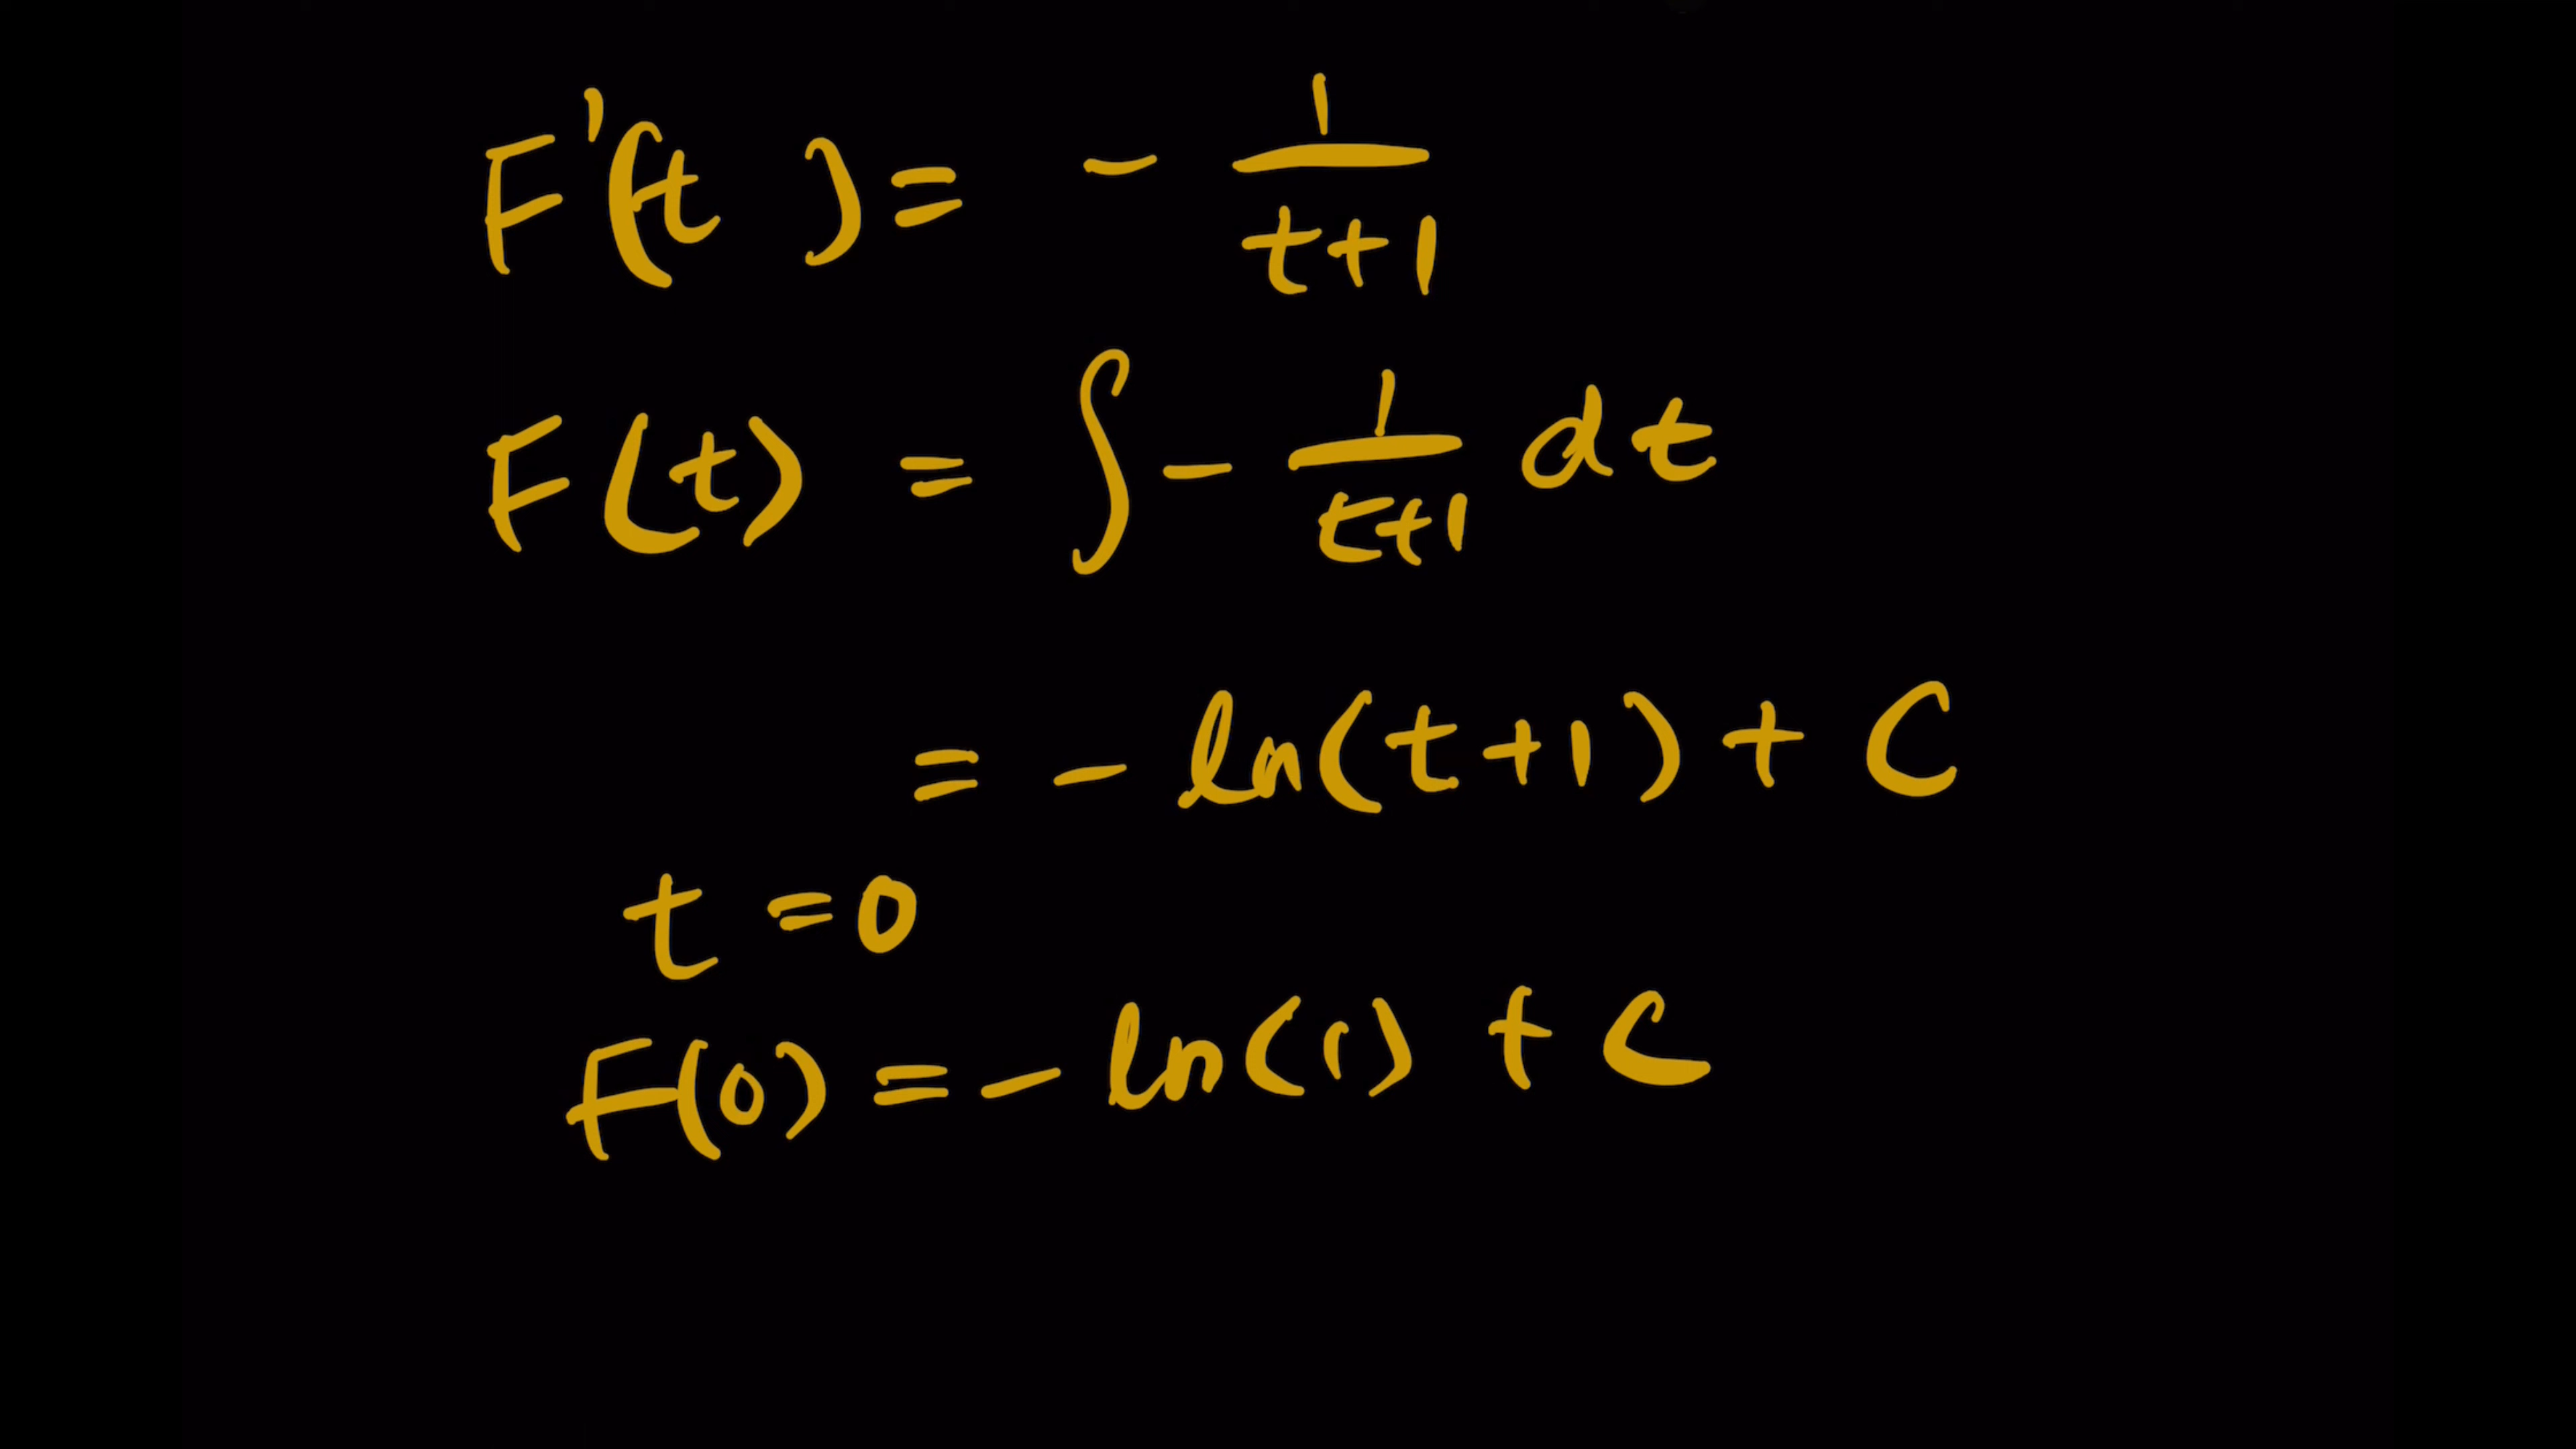 F'(t) = - 1/(t+1)
F(t) = ∫ - 1/(t+1) dt
= - ln(t+1) + C
t = 0
F(0) = - ln(1) + C